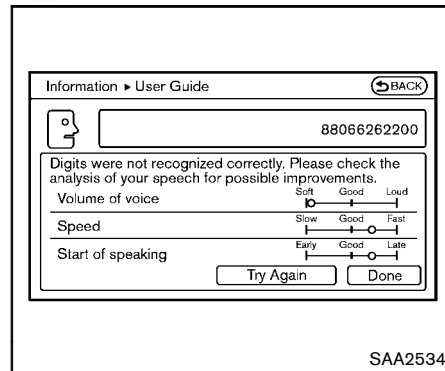 Information ▸ User Guide
BACK
88066262200
Digits were not recognized correctly. Please check the
analysis of your speech for possible improvements.
Volume of voice
Soft Good Loud
Speed
Slow Good Fast
Start of speaking
Early Good Late
Try Again
Done
SAA2534